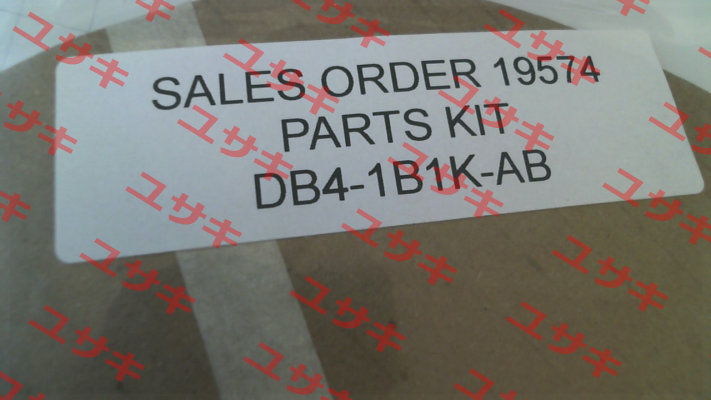 SALES ORDER 19574
PARTS KIT
DB4-1B1K-AB
ユサキ